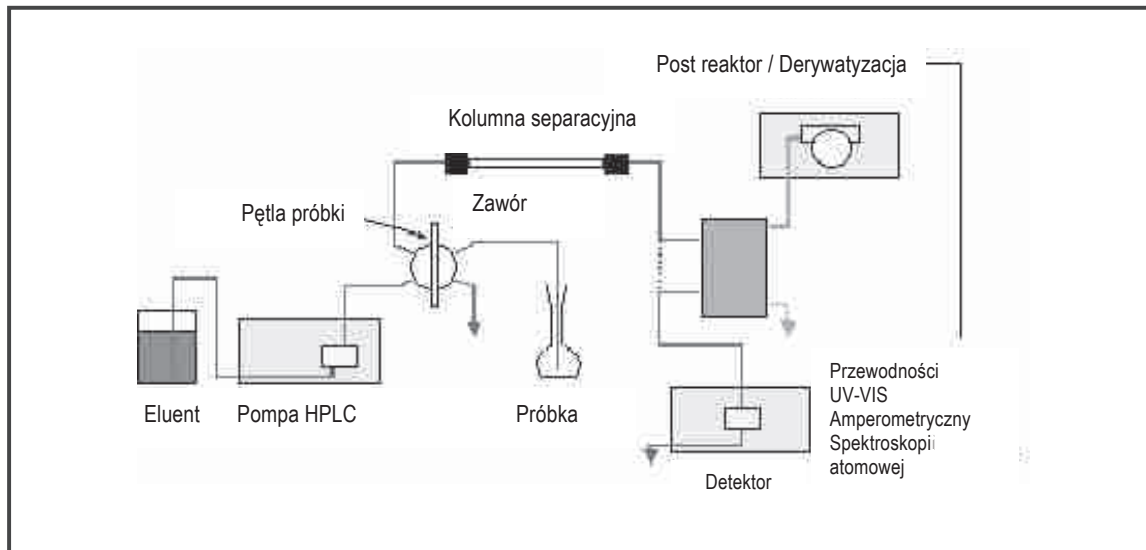 Post reaktor / Derywatyzacja
Kolumna separacyjna
Zawór
Pętla próbki
Eluent
Pompa HPLC
Próbka
Detektor
Przewodności
UV-VIS
Amperometryczny
Spektroskopii
atomowej